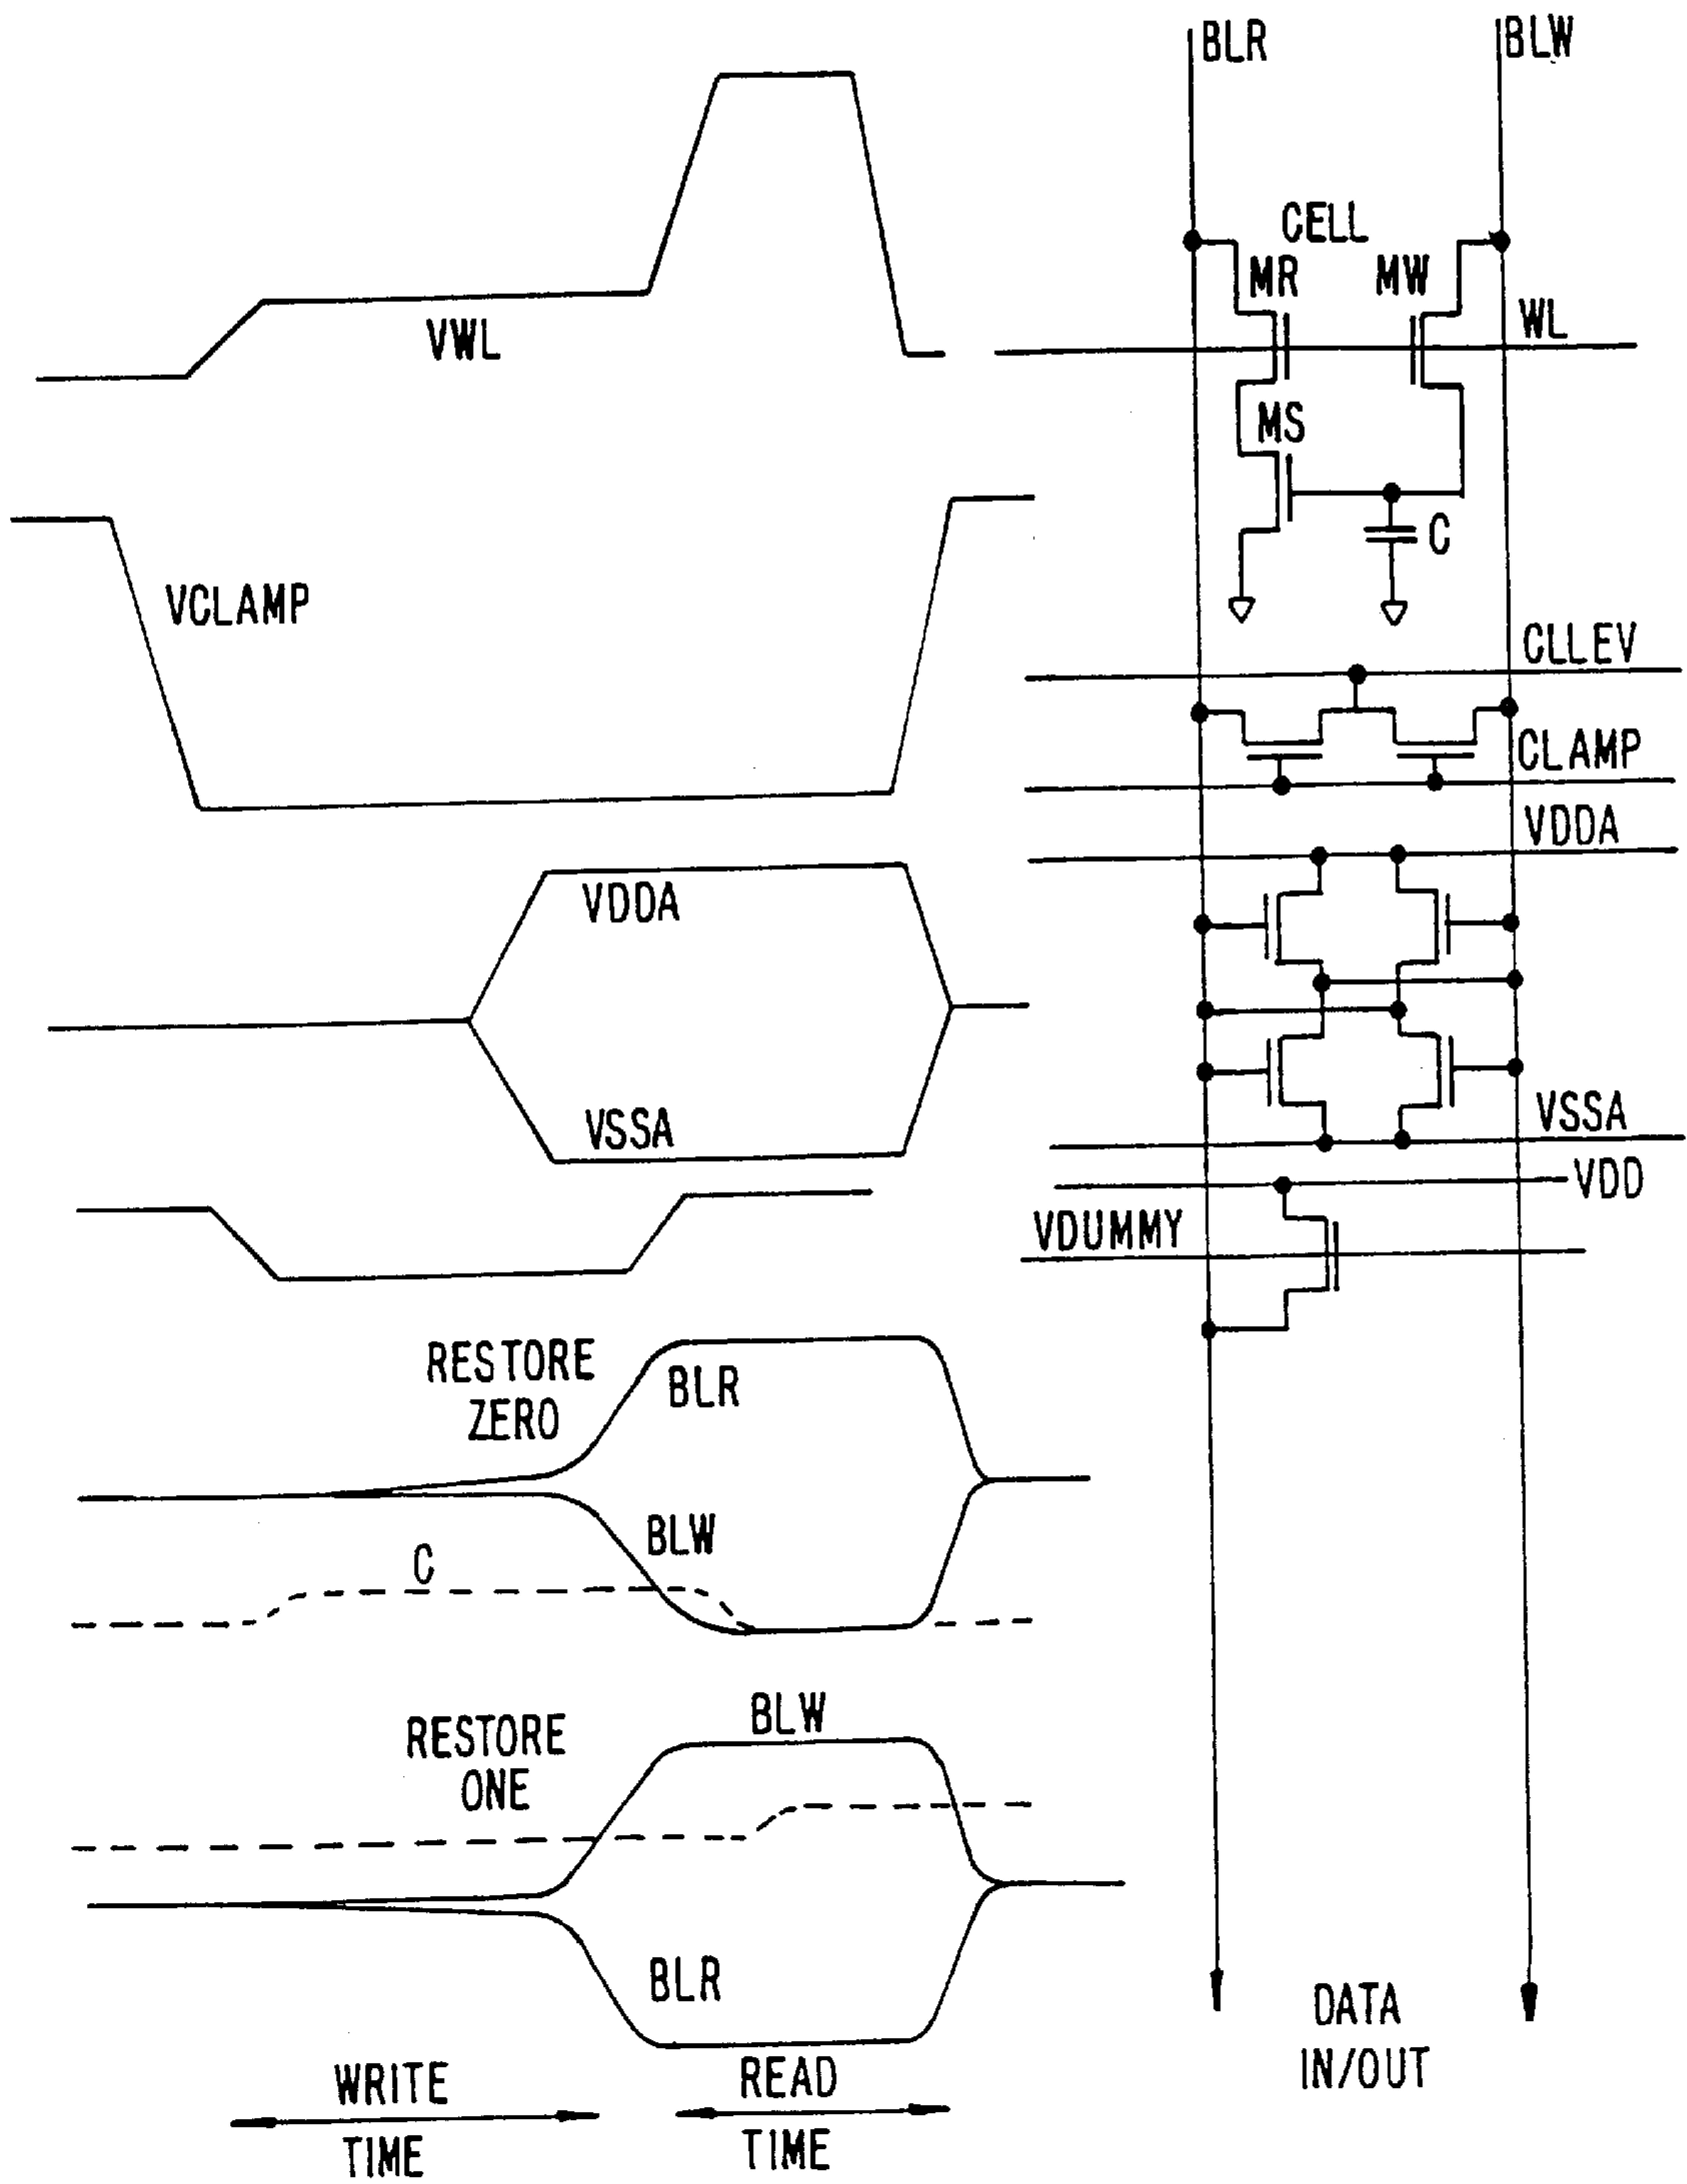 BLR
BLW
CELL
MR
MW
WL
VWL
MS
C
VCLAMP
CLLEV
CLAMP
VDDA
VDDA
VSSA
VSSA
VDD
VDUMMY
RESTORE
ZERO
BLR
BLW
C
RESTORE
ONE
BLW
BLR
DATA
IN/OUT
WRITE
TIME
READ
TIME